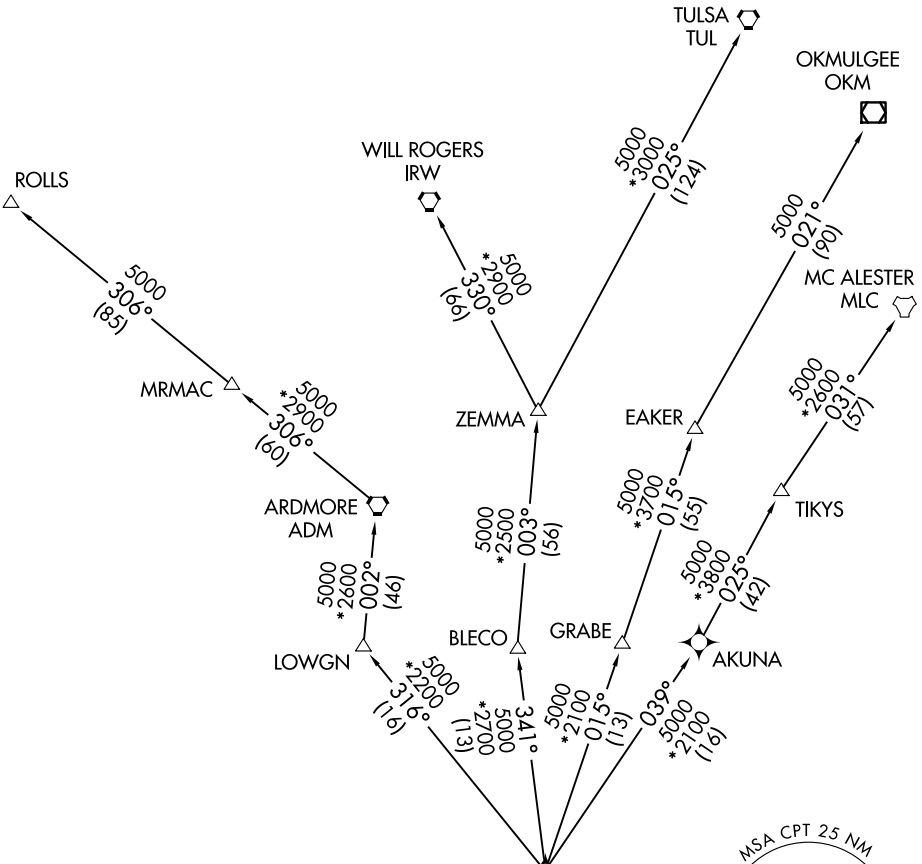 TULSA
TUL
OKMULGEE
OKM
WILL ROGERS
IRW
5000
*3000
025°
(124)
ROLLS
5000
021°
(90)
5000
*2900
330°
(66)
MC ALESTER
MLC
5000
306°
(85)
MRMAC
5000
*2900
306°
(60)
ZEMMA
EAKER
5000
*2600
031°
(57)
ARDMORE
ADM
TIKYS
5000
*2500
003°
(56)
5000
*3700
015°
(55)
5000
*2600
002°
(46)
5000
*3800
025°
(42)
LOWGN
BLECO
GRABE
AKUNA
5000
*2200
316°
(16)
341°
5000
*2700
(13)
5000
*2100
015°
(13)
039°
5000
*2100
(16)
MSA CPT 25 NM